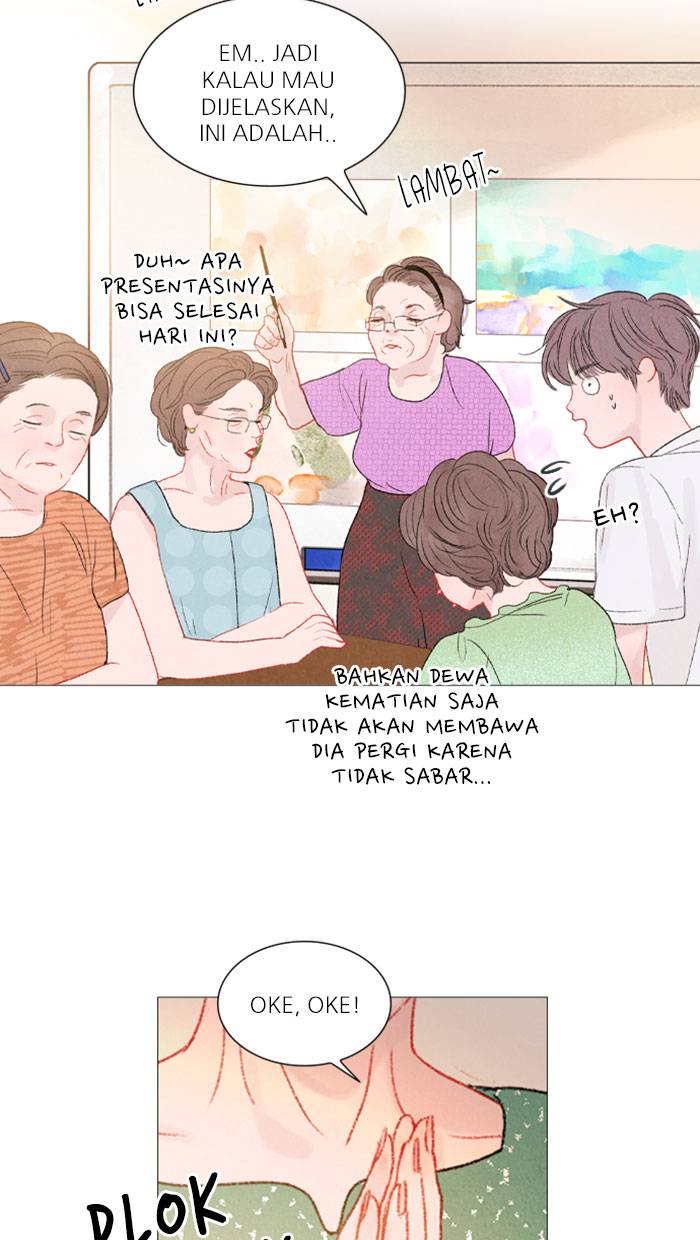 EM.. JADI
KALAU MAU
DIJELASKAN,
INI ADALAH..
LAMBAT~
DUH~ APA
PRESENTASINYA
BISA SELESAI
HARI INI?
EH?
BAHKAN DEWA
KEMATIAN SAJA
TIDAK AKAN MEMBAWA
DIA PERGI KARENA
TIDAK SABAR...
OKE, OKE!
PLOK